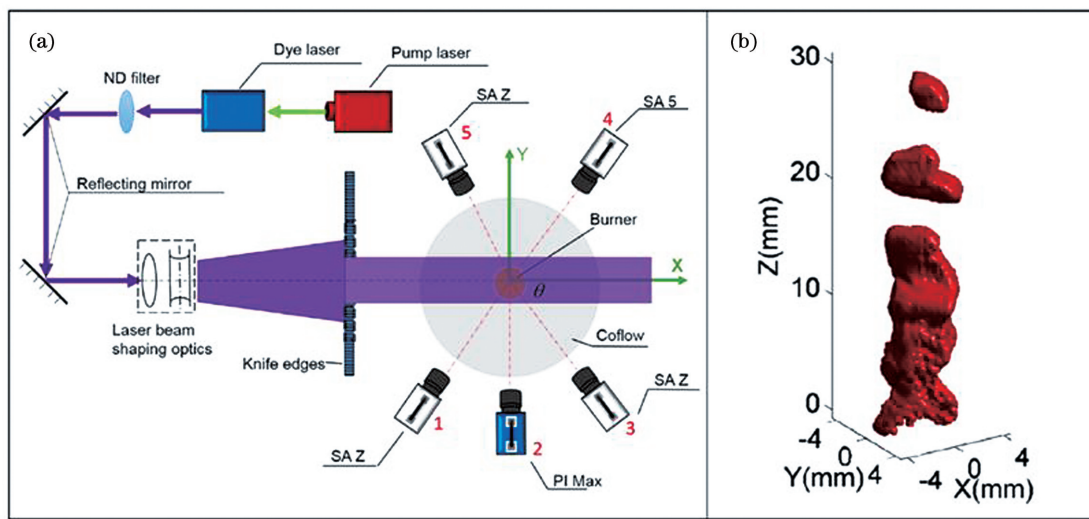 (a)
Dye laser
Pump laser
ND filter
SA Z
5
4
SA 5
Y
Reflecting mirror
Burner
X
θ
Laser beam
shaping optics
Knife edges
Coflow
SA Z
1
2
3
SA Z
PI Max
(b)
30
20
10
0
Z(mm)
-4
0
4
Y(mm)
-4
0
4
X(mm)